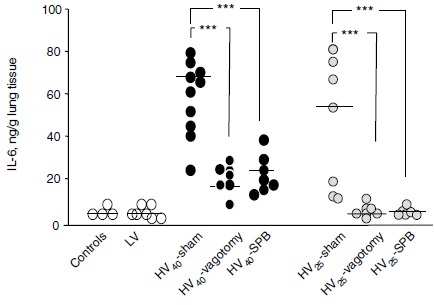 100
***
***
***
***
80
60
40
20
0
IL-6, ng/g lung tissue
Controls
LV
HV40-sham
HV40-vagotomy
HV40-SPB
HV25-sham
HV25-vagotomy
HV25-SPB